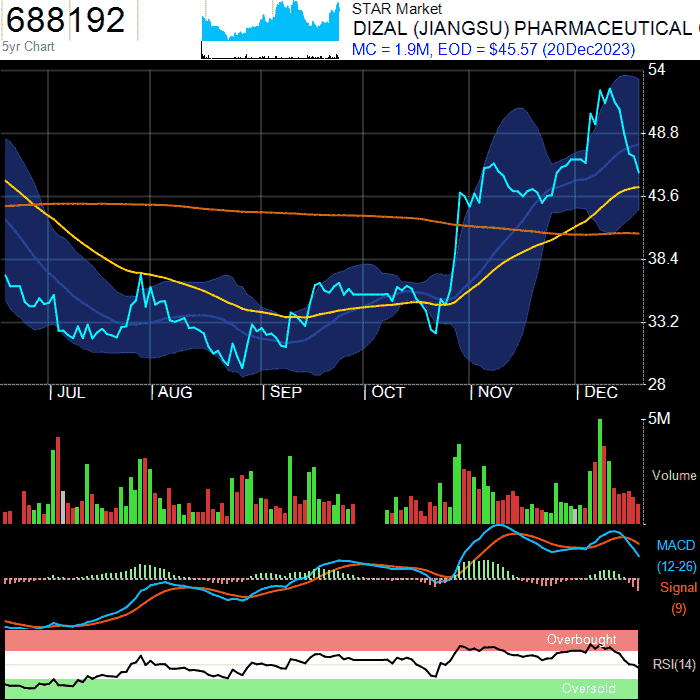 688192
5yr Chart
STAR Market
DIZAL (JIANGSU) PHARMACEUTICAL
MC = 1.9M, EOD = $45.57 (20Dec2023)
54
48.8
43.6
38.4
33.2
28
JUL AUG SEP OCT NOV DEC
5M
Volume
MACD
(12-26)
Signal
(9)
Overbought
RSI(14)
Oversold